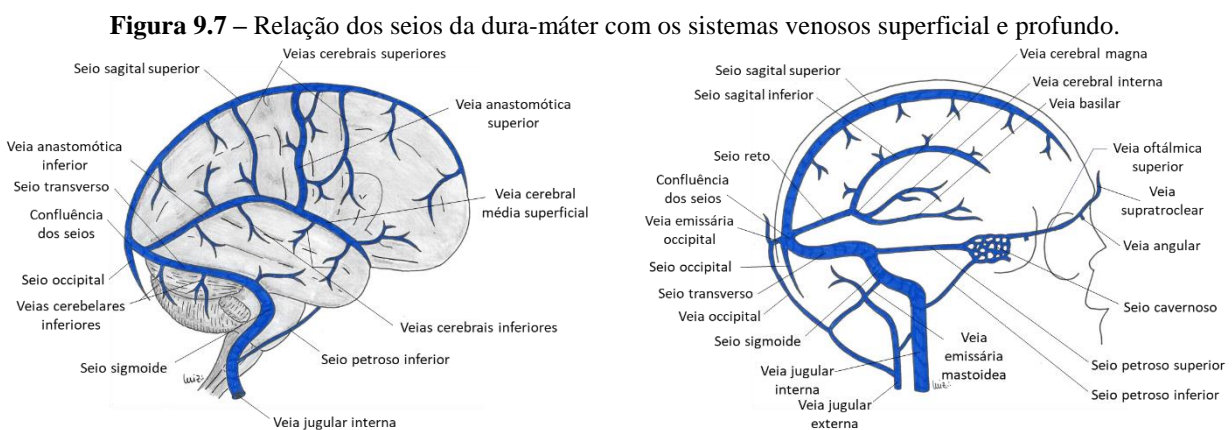 Figura 9.7 – Relação dos seios da dura-máter com os sistemas venosos superficial e profundo.
Veias cerebrais superiores
Seio sagital superior
Veia anastomótica
superior
Veia anastomótica
inferior
Seio transverso
Confluência
dos seios
Veia cerebral
média superficial
Seio occipital
Veias cerebelares
inferiores
Veias cerebrais inferiores
Seio petroso inferior
Seio sigmoide
Luizi
Veia jugular interna
Veia cerebral magna
Seio sagital superior
Veia cerebral interna
Seio sagital inferior
Veia basilar
Seio reto
Veia oftálmica
superior
Confluência
dos seios
Veia supratroclear
Veia emissária
occipital
Veia angular
Seio occipital
Seio transverso
Seio cavernoso
Veia occipital
Seio sigmoide
Veia
emissária
mastoidea
Seio petroso superior
Veia jugular
interna
Seio petroso inferior
Luizi
Veia jugular
externa